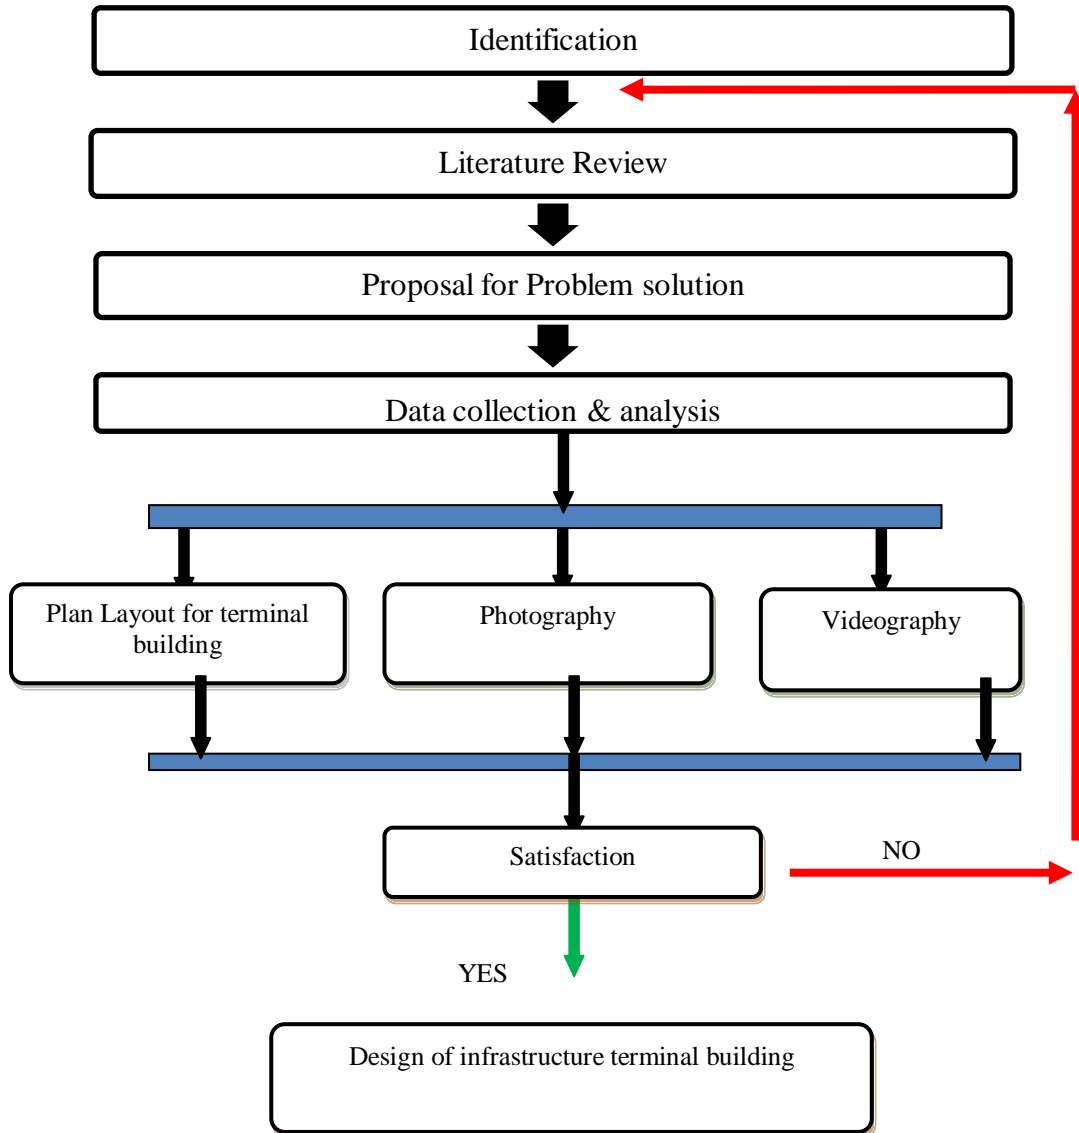 Identification
Literature Review
Proposal for Problem solution
Data collection & analysis
Plan Layout for terminal
building
Photography
Videography
Satisfaction
NO
YES
Design of infrastructure terminal building